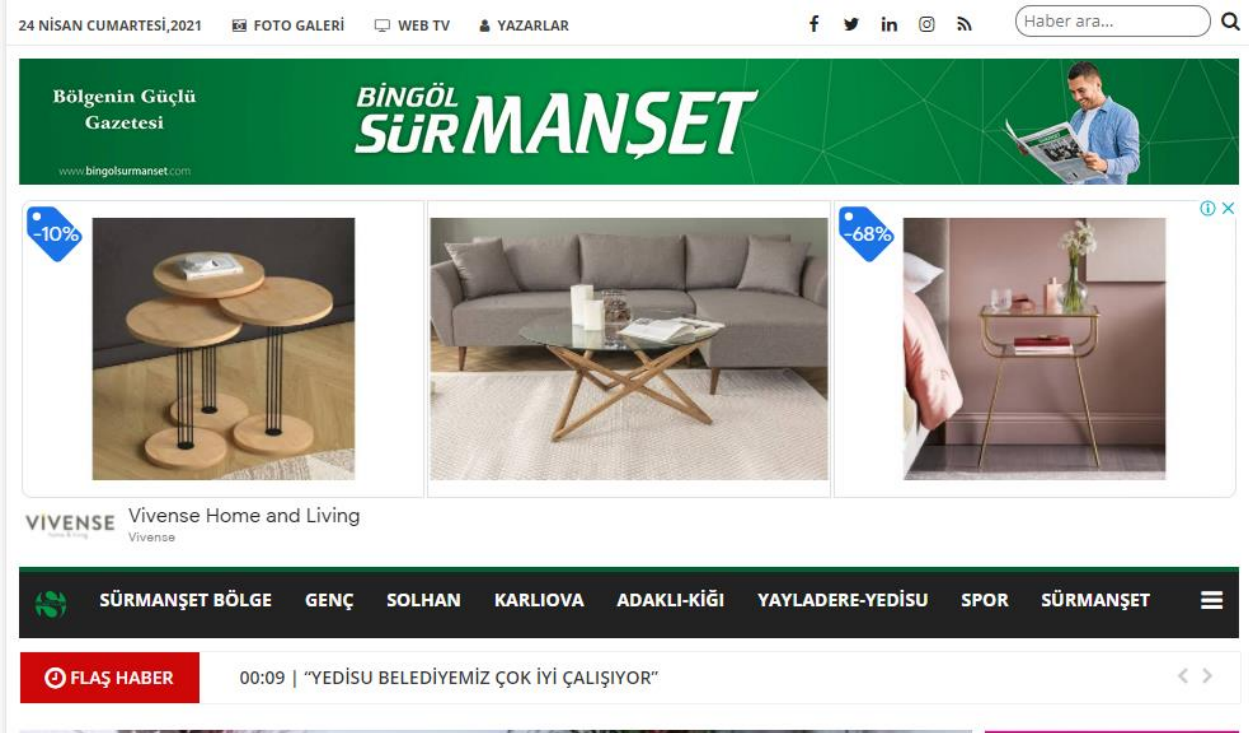 24 NİSAN CUMARTESİ,2021 FOTO GALERİ WEB TV YAZARLAR Haber ara...
Bölgenin Güçlü
Gazetesi
www.bingolsurmanset.com
BİNGÖL
SÜRMANŞET
-10%
-68%
VIVENSE
Vivense Home and Living
Vivense
SÜRMANŞET BÖLGE GENÇ SOLHAN KARLIOVA ADAKLI-KİĞI YAYLADERE-YEDİSU SPOR SÜRMANŞET
FLAŞ HABER 00:09 | “YEDİSU BELEDİYEMİZ ÇOK İYİ ÇALIŞIYOR”